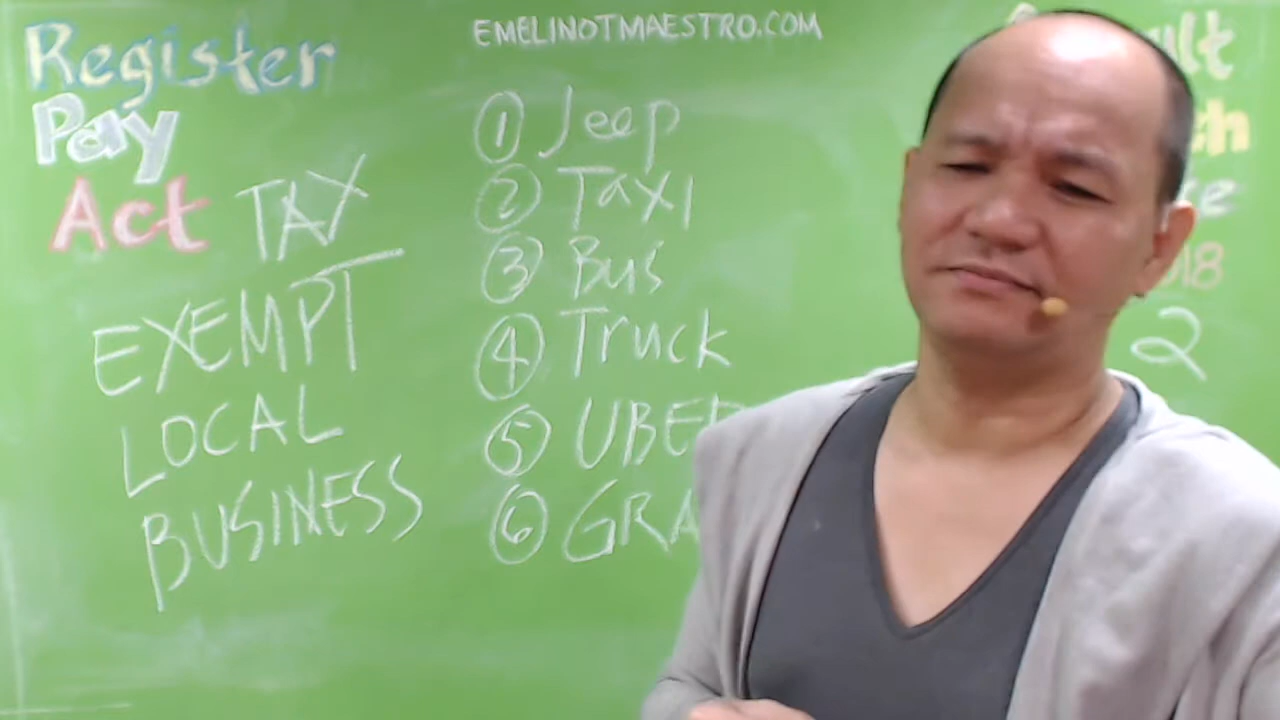 Register
Pay
Act TAX
EXEMPT
LOCAL
BUSINESS
EMELINOTMAESTRO.COM
① Jeep
② Taxi
③ Bus
④ Truck
⑤ UBE
⑥ GRA
2